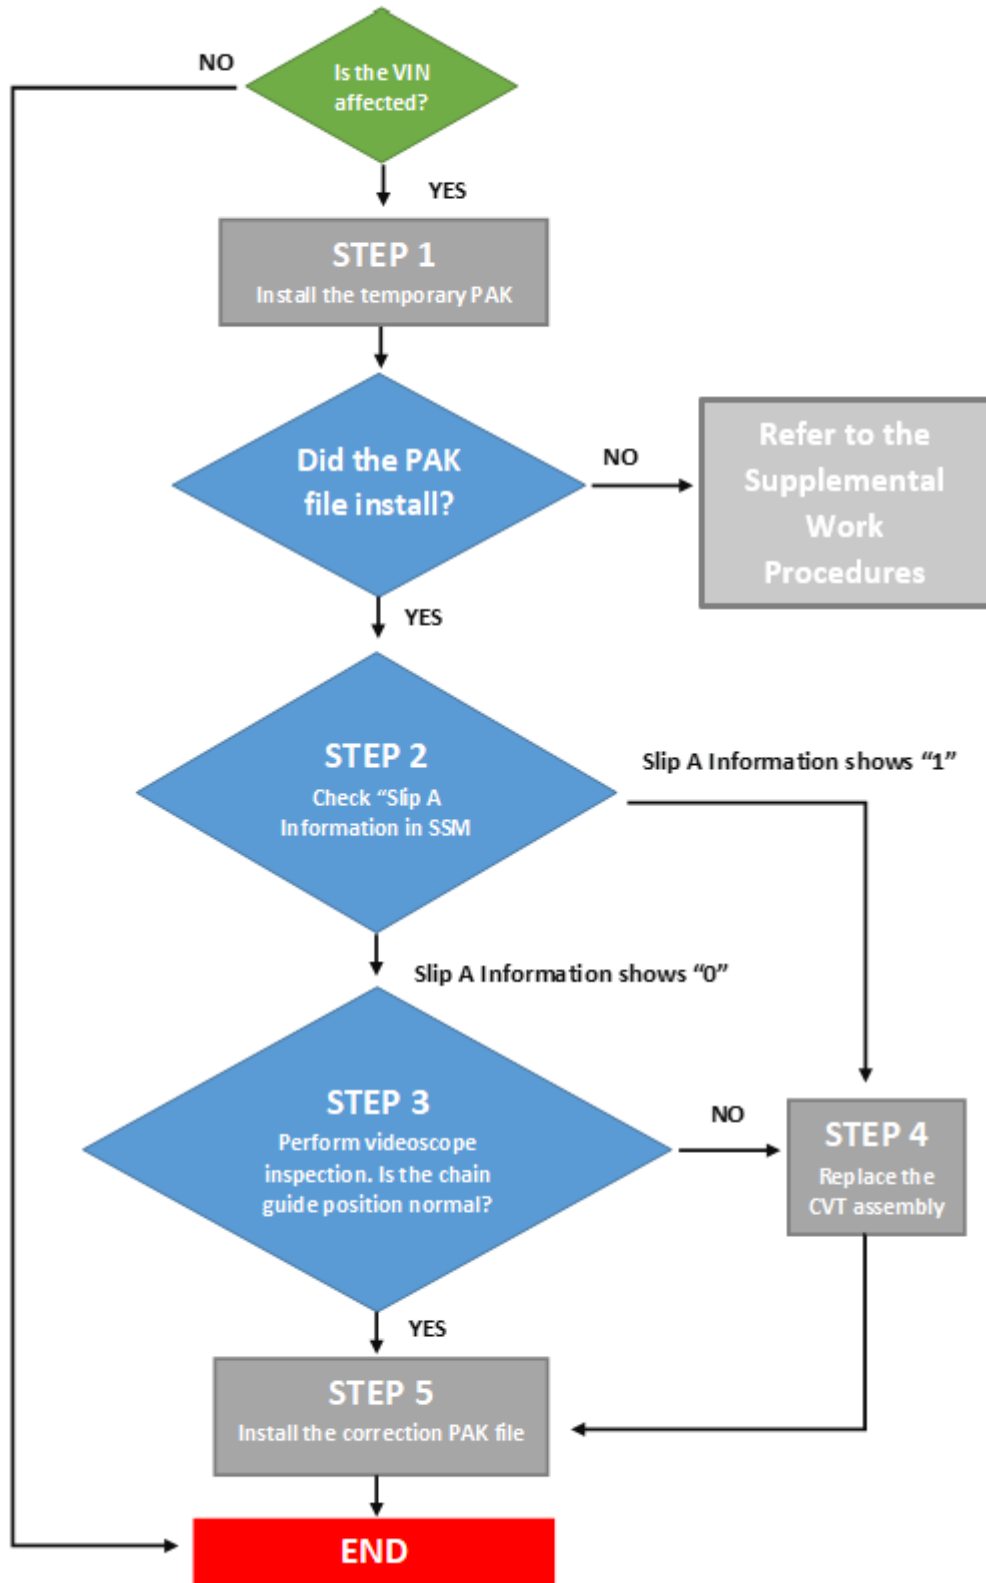 NO
Is the VIN
affected?
YES
STEP 1
Install the temporary PAK
Did the PAK
file install?
NO
Refer to the
Supplemental
Work
Procedures
YES
STEP 2
Check “Slip A
Information in SSM
Slip A Information shows “1”
Slip A Information shows “0”
STEP 3
Perform videoscope
inspection. Is the chain
guide position normal?
NO
STEP 4
Replace the
CVT assembly
YES
STEP 5
Install the correction PAK file
END